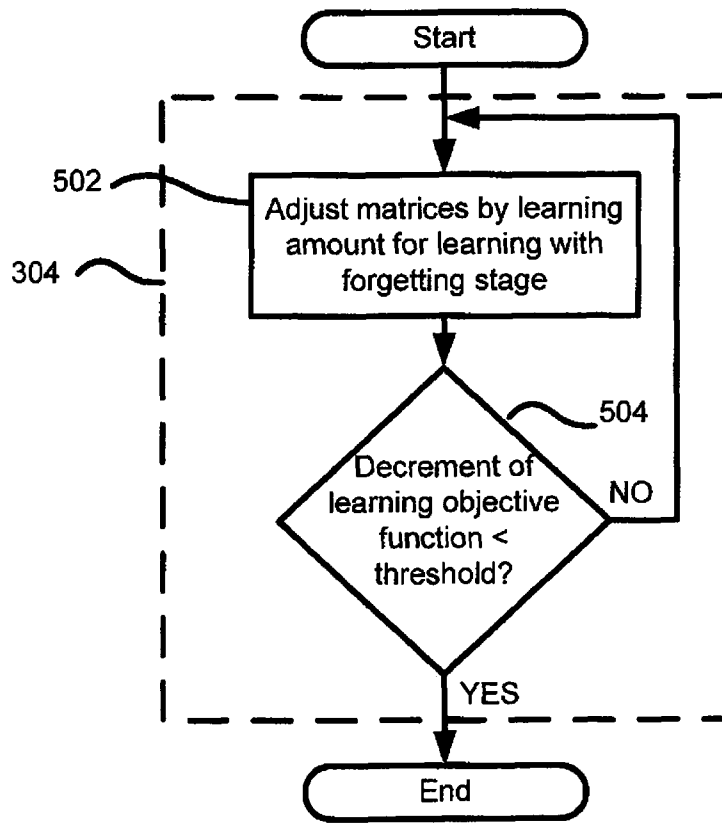 Start
502
Adjust matrices by learning
amount for learning with
forgetting stage
304
504
Decrement of
learning objective
function <
threshold?
NO
YES
End